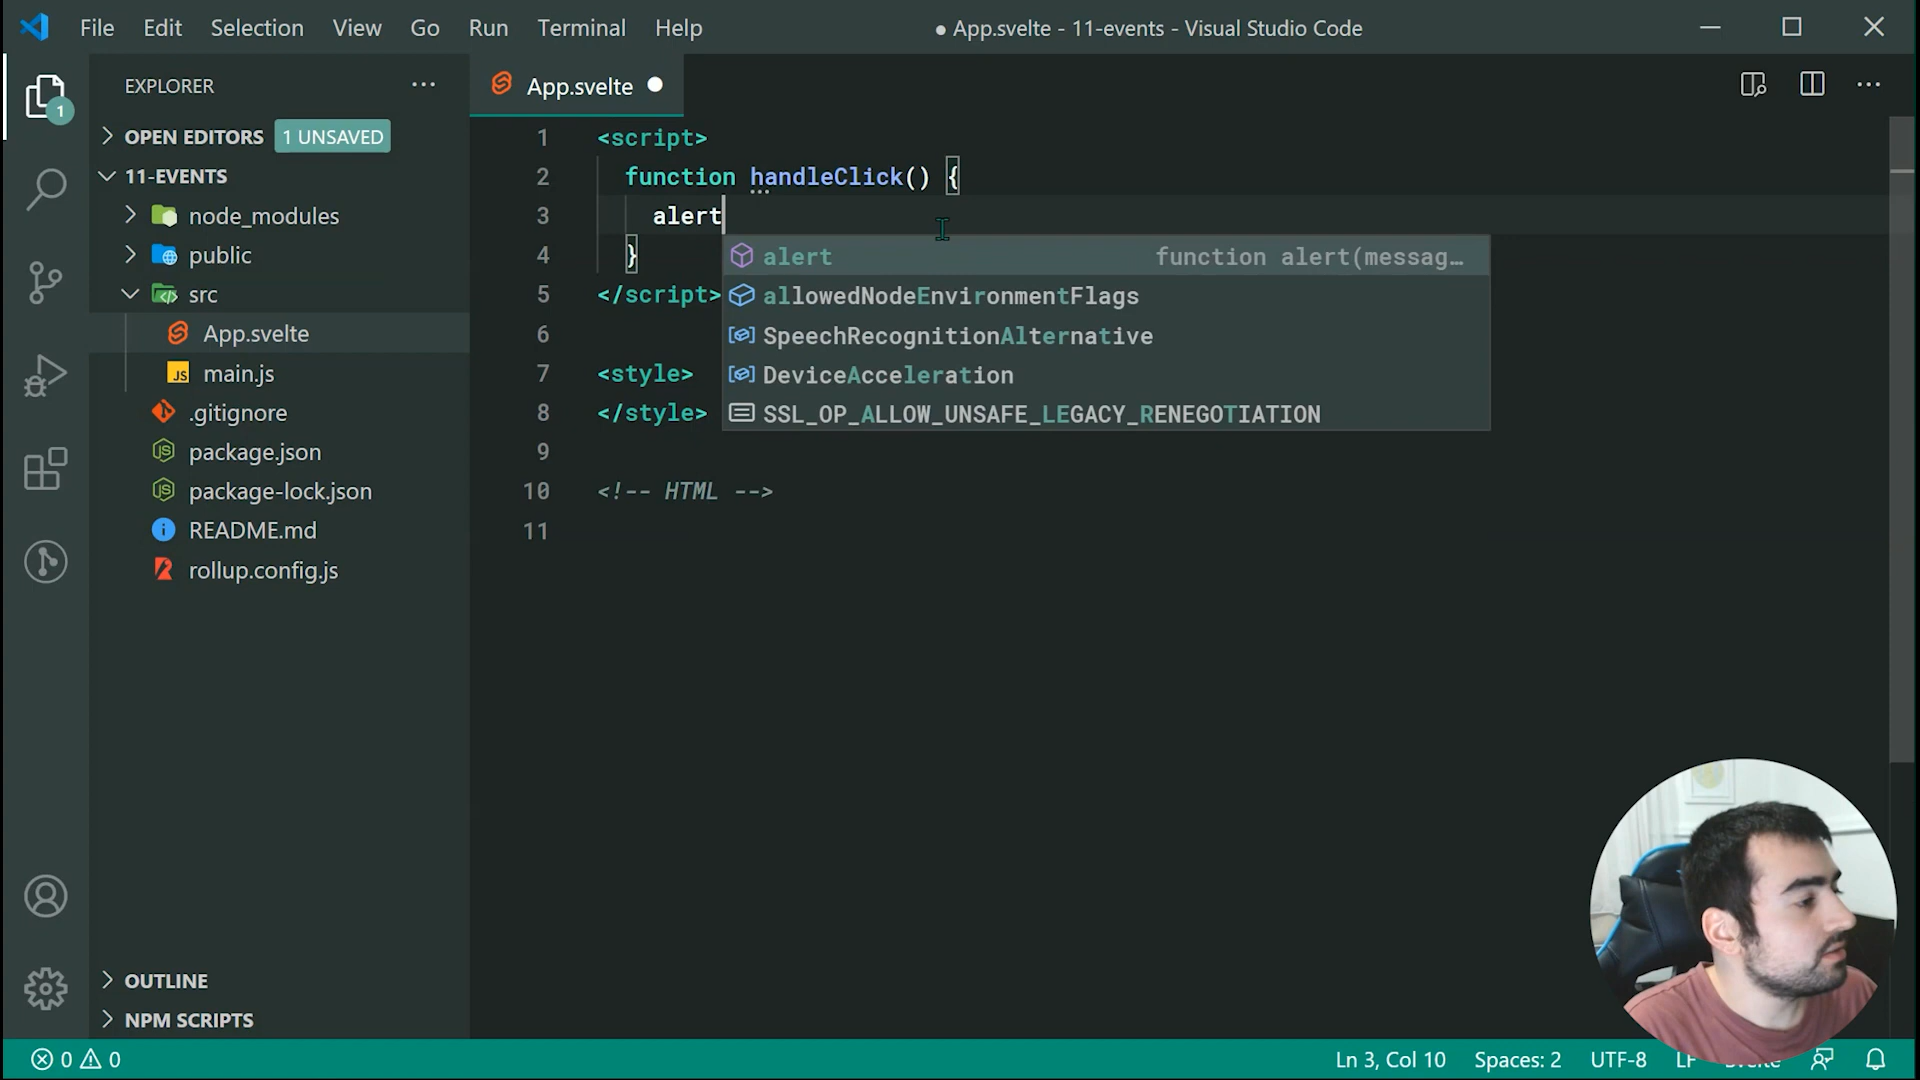 File Edit Selection View Go Run Terminal Help
● App.svelte - 11-events - Visual Studio Code
EXPLORER
1
OPEN EDITORS 1 UNSAVED
11-EVENTS
node_modules
public
src
App.svelte
JS main.js
.gitignore
package.json
package-lock.json
README.md
rollup.config.js
OUTLINE
NPM SCRIPTS
App.svelte
1 <script>
2 function handleClick() {
3 alert
4 }
5 </script>
6
7 <style>
8 </style>
9
10 <!-- HTML -->
11
alert function alert(messag…
allowedNodeEnvironmentFlags
SpeechRecognitionAlternative
DeviceAcceleration
SSL_OP_ALLOW_UNSAFE_LEGACY_RENEGOTIATION
0 0
Ln 3, Col 10 Spaces: 2 UTF-8 LF Svelte